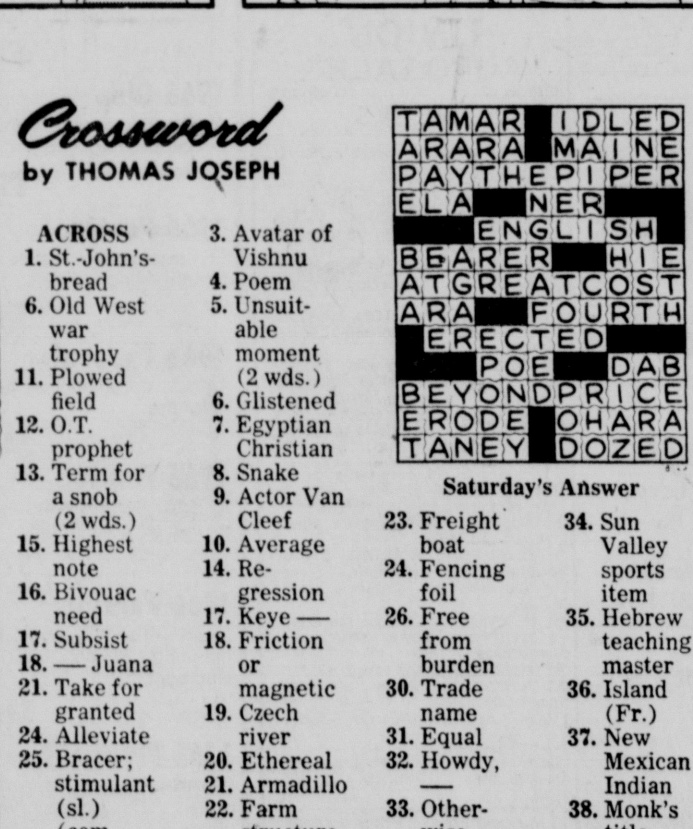 Crossword
by THOMAS JOSEPH
ACROSS
1. St.-John's-
bread
6. Old West
war
trophy
11. Plowed
field
12. O.T.
prophet
13. Term for
a snob
(2 wds.)
15. Highest
note
16. Bivouac
need
17. Subsist
18. — Juana
21. Take for
granted
24. Alleviate
25. Bracer;
stimulant
(sl.)
3. Avatar of
Vishnu
4. Poem
5. Unsuit-
able
moment
(2 wds.)
6. Glistened
7. Egyptian
Christian
8. Snake
9. Actor Van
Cleef
10. Average
14. Re-
gression
17. Keye —
18. Friction
or
magnetic
19. Czech
river
20. Ethereal
21. Armadillo
22. Farm
TAMAR IDLED
ARARA MAINE
PAYTHEPIPER
ELA NER
ENGLISH
BEARER HIE
ATGREATCOST
ARA FOURTH
ERECTED
POE DAB
BEYONDPRICE
ERODE OHARA
TANEY DOZED
Saturday's Answer
23. Freight
boat
24. Fencing
foil
26. Free
from
burden
30. Trade
name
31. Equal
32. Howdy,
—
33. Other-
34. Sun
Valley
sports
item
35. Hebrew
teaching
master
36. Island
(Fr.)
37. New
Mexican
Indian
38. Monk's